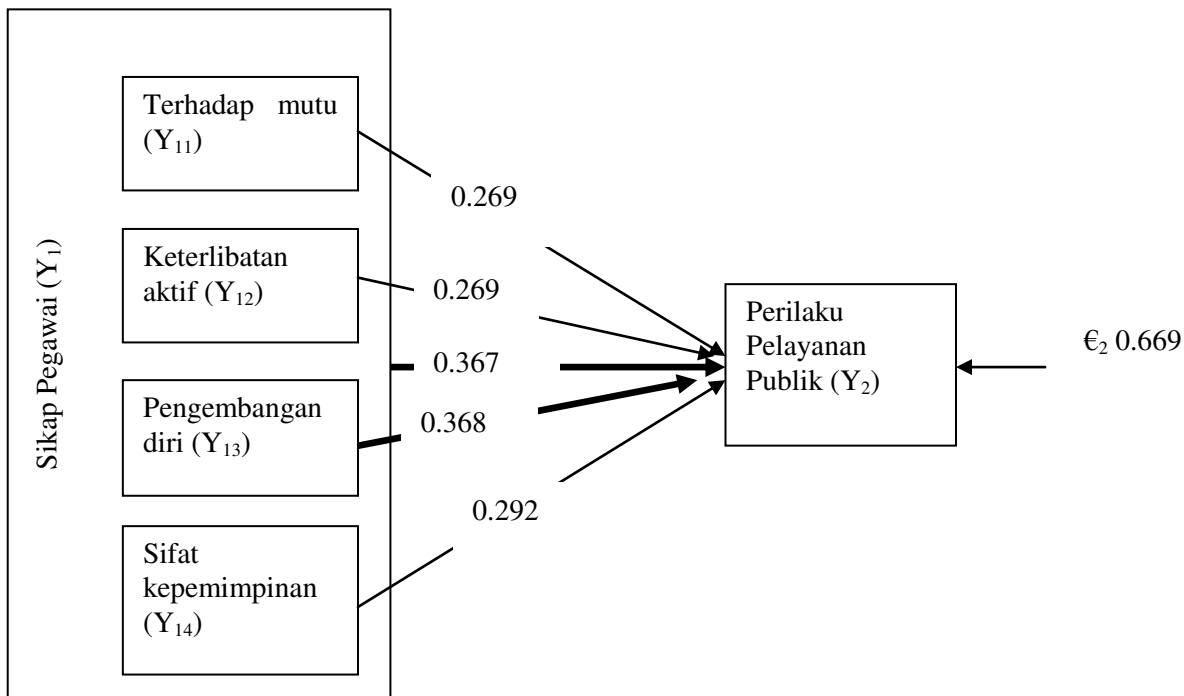 Sikap Pegawai (Y₁)
Terhadap mutu
(Y₁₁)
Keterlibatan
aktif (Y₁₂)
Pengembangan
diri (Y₁₃)
Sifat
kepemimpinan
(Y₁₄)
0.269
0.269
0.367
0.368
0.292
Perilaku
Pelayanan
Publik (Y₂)
€₂ 0.669